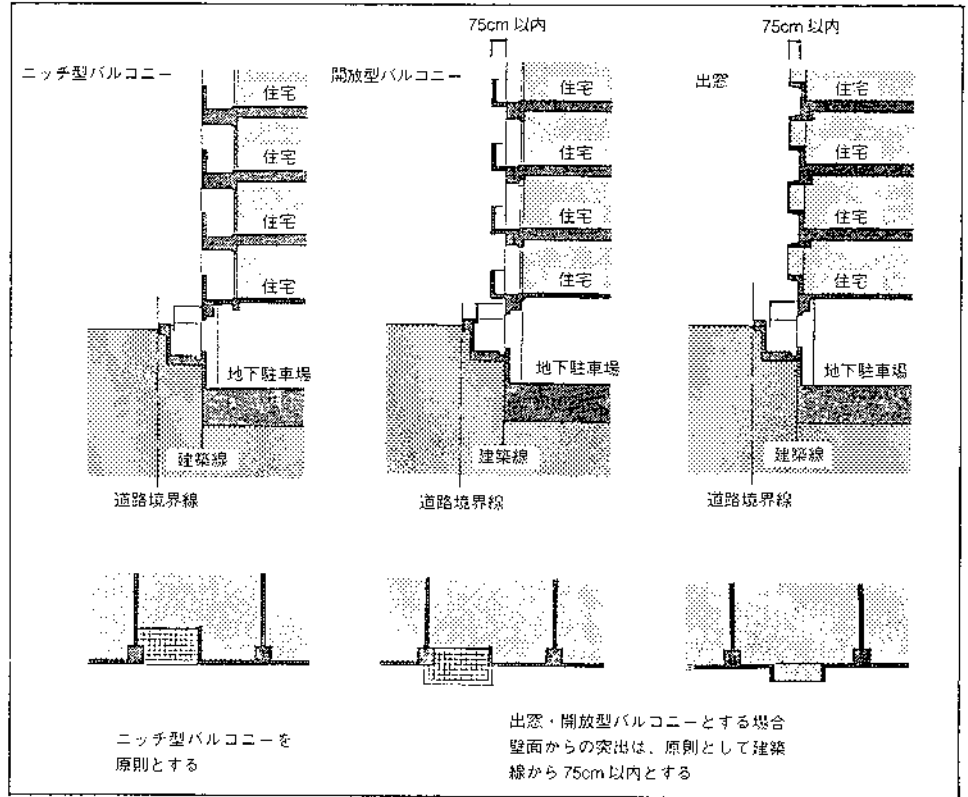 75cm 以内
75cm 以内
ニッチ型バルコニー
開放型バルコニー
出窓
住宅
住宅
住宅
住宅
住宅
住宅
住宅
住宅
住宅
住宅
住宅
住宅
地下駐車場
地下駐車場
地下駐車場
建築線
建築線
建築線
道路境界線
道路境界線
道路境界線
ニッチ型バルコニーを
原則とする
出窓・開放型バルコニーとする場合
壁面からの突出は、原則として建築
線から 75cm 以内とする